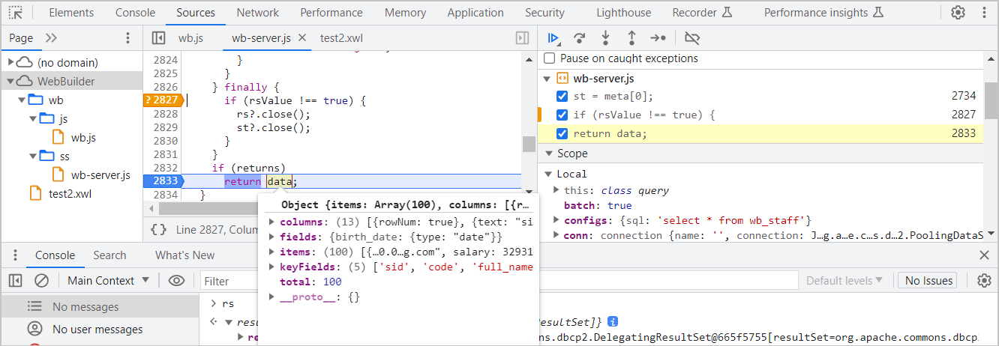 Elements Console Sources Network Performance Memory Application Security Lighthouse Recorder Performance insights
Page wb.js wb-server.js test2.xwl
(no domain)
WebBuilder
wb
js
wb.js
ss
wb-server.js
test2.xwl
2824 }
2825 }
2826 } finally {
? 2827 if (rsValue !== true) {
2828 rs?.close();
2829 st?.close();
2830 }
2831 }
2832 if (returns)
2833 return data;
}
{ } Line 2827, Colum
Object {items: Array(100), columns: [{r…
columns: (13) [{rowNum: true}, {text: "si
fields: {birth_date: {type: "date"}}
items: (100) [{…0.0…g.com", salary: 32931
keyFields: (5) ['sid', 'code', 'full_name
total: 100
__proto__: {}
Pause on caught exceptions
wb-server.js
st = meta[0]; 2734
if (rsValue !== true) { 2827
return data; 2833
Scope
Local
this: class query
batch: true
configs: {sql: 'select * from wb_staff'}
conn: connection {name: '', connection: J…g.a…e.c…s.d…2.PoolingDataS
Console Search What's New
Main Context Filter Default levels No Issues
No messages
No user messages
rs
resu
esultSet]}
re
ns.dbcp2.DelegatingResultSet@665f5755[resultSet=org.apache.commons.dbcp